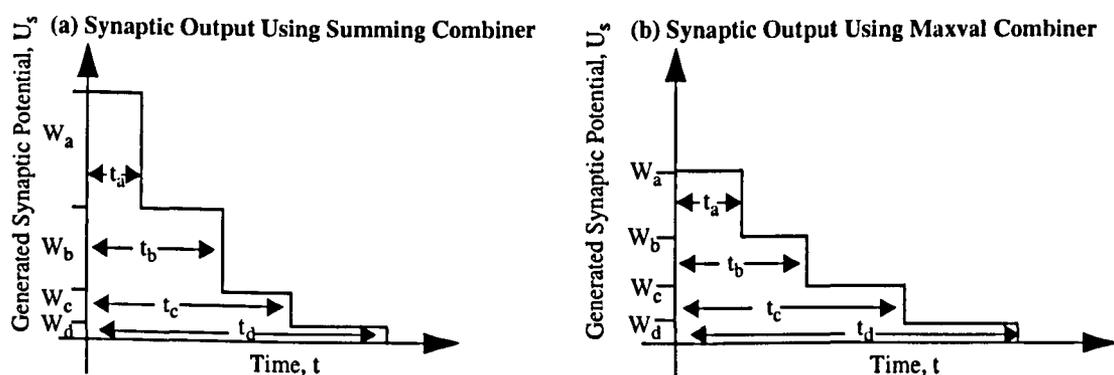 (a) Synaptic Output Using Summing Combiner
Generated Synaptic Potential, Us
Wa
Wb
Wc
Wd
ta
tb
tc
td
Time, t
(b) Synaptic Output Using Maxval Combiner
Generated Synaptic Potential, Us
Wa
Wb
Wc
Wd
ta
tb
tc
td
Time, t